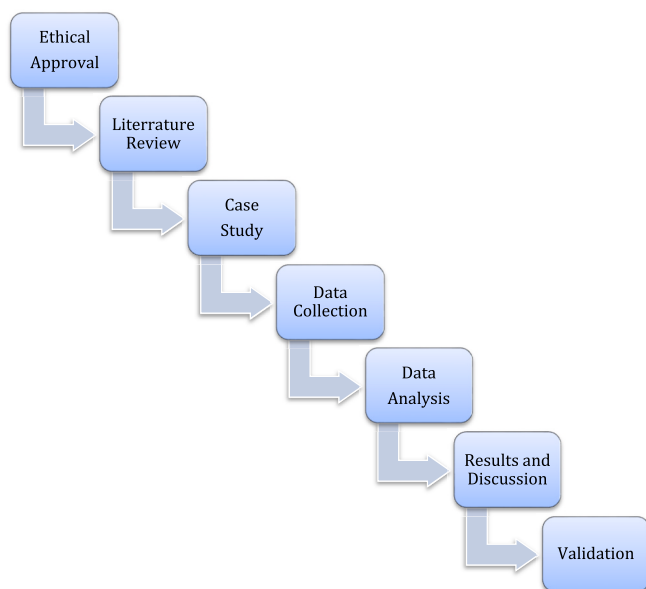 Ethical
Approval
Literrature
Review
Case
Study
Data
Collection
Data
Analysis
Results and
Discussion
Validation